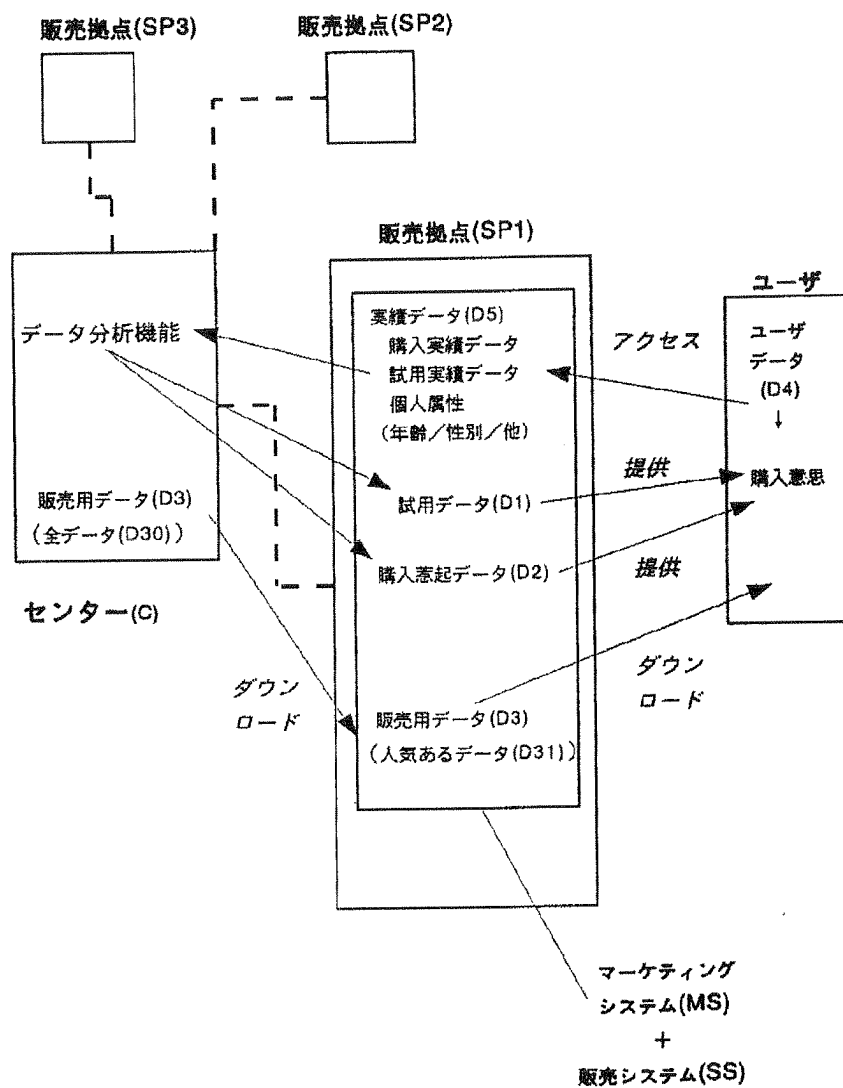 販売拠点(SP3)
販売拠点(SP2)
販売拠点(SP1)
データ分析機能
販売用データ(D3)
(全データ(D30))
センター(C)
実績データ(D5)
購入実績データ
試用実績データ
個人属性
(年齢/性別/他)
試用データ(D1)
購入惹起データ(D2)
販売用データ(D3)
(人気あるデータ(D31))
ダウン
ロード
アクセス
提供
提供
ダウン
ロード
ユーザ
ユーザ
データ
(D4)
↓
購入意思
マーケティング
システム(MS)
+
販売システム(SS)